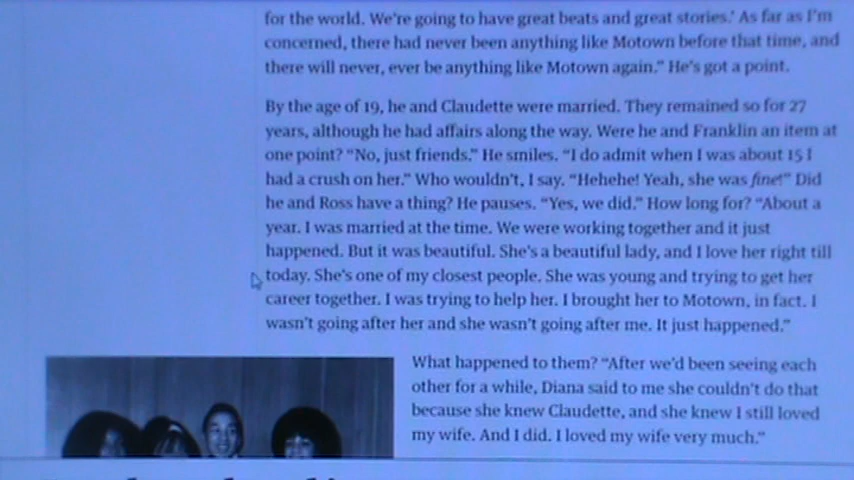 for the world. We're going to have great beats and great stories.' As far as I'm
concerned, there had never been anything like Motown before that time, and
there will never, ever be anything like Motown again.” He's got a point.
By the age of 19, he and Claudette were married. They remained so for 27
years, although he had affairs along the way. Were he and Franklin an item at
one point? “No, just friends.” He smiles. “I do admit when I was about 15 I
had a crush on her.” Who wouldn't, I say. “Hehehe! Yeah, she was fine!” Did
he and Ross have a thing? He pauses. “Yes, we did.” How long for? “About a
year. I was married at the time. We were working together and it just
happened. But it was beautiful. She's a beautiful lady, and I love her right till
today. She's one of my closest people. She was young and trying to get her
career together. I was trying to help her. I brought her to Motown, in fact. I
wasn't going after her and she wasn't going after me. It just happened.”
What happened to them? “After we'd been seeing each
other for a while, Diana said to me she couldn't do that
because she knew Claudette, and she knew I still loved
my wife. And I did. I loved my wife very much.”